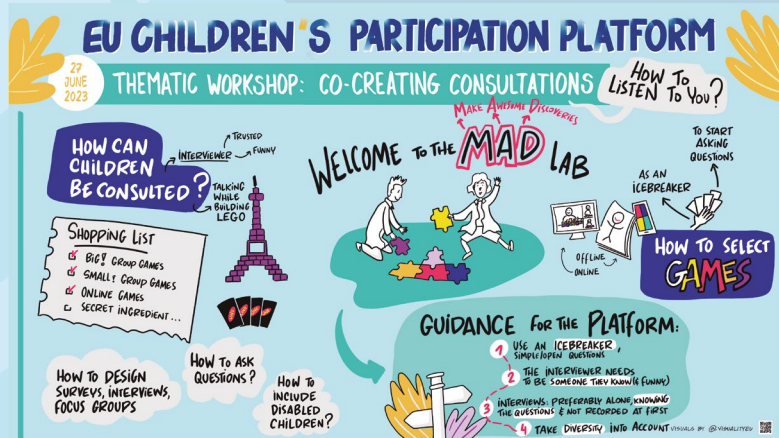 EU CHILDREN'S PARTICIPATION PLATFORM
27
JUNE
2023
THEMATIC WORKSHOP: CO-CREATING CONSULTATIONS
HOW TO
LISTEN TO YOU?
HOW CAN
CHILDREN
BE CONSULTED?
INTERVIEWER
TRUSTED
FUNNY
TALKING
WHILE
BUILDING
LEGO
MAKE AWESOME DISCOVERIES
WELCOME TO THE MAD LAB
TO START
ASKING
QUESTIONS
AS AN
ICEBREAKER
OFFLINE
ONLINE
HOW TO SELECT
GAMES
SHOPPING LIST
BIG! GROUP GAMES
SMALL! GROUP GAMES
ONLINE GAMES
SECRET INGREDIENT...
HOW TO DESIGN
SURVEYS, INTERVIEWS,
FOCUS GROUPS
HOW TO ASK
QUESTIONS?
HOW TO
INCLUDE
DISABLED
CHILDREN?
GUIDANCE FOR THE PLATFORM:
1 USE AN ICEBREAKER,
SIMPLE/OPEN QUESTIONS
2 THE INTERVIEWER NEEDS
TO BE SOMEONE THEY KNOW (& FUNNY)
3 INTERVIEWS: PREFERABLY ALONE, KNOWING
THE QUESTIONS & NOT RECORDED AT FIRST
4 TAKE DIVERSITY INTO ACCOUNT
VISUALS BY @VISUALITYEU